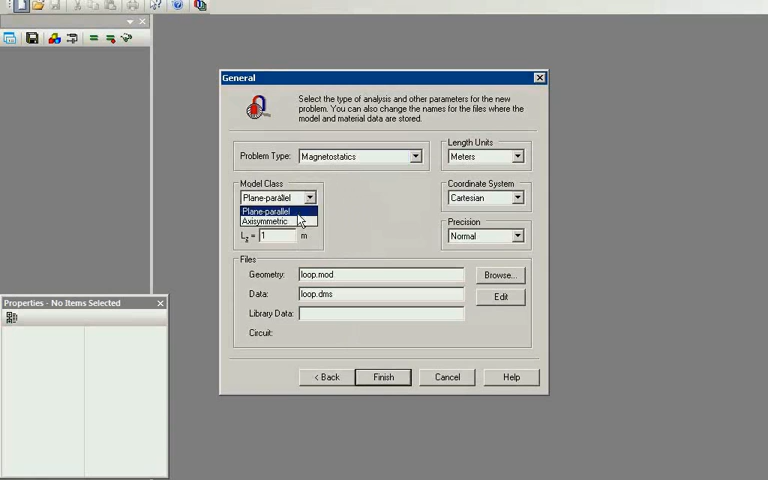 General
Select the type of analysis and other parameters for the new
problem. You can also change the names for the files where the
model and material data are stored.
Problem Type: Magnetostatics
Length Units
Meters
Model Class
Plane-parallel
Plane-parallel
Axisymmetric
Lz = 1 m
Coordinate System
Cartesian
Precision
Normal
Files
Geometry: loop.mod Browse...
Data: loop.dms Edit
Library Data:
Circuit:
< Back Finish Cancel Help
Properties - No Items Selected